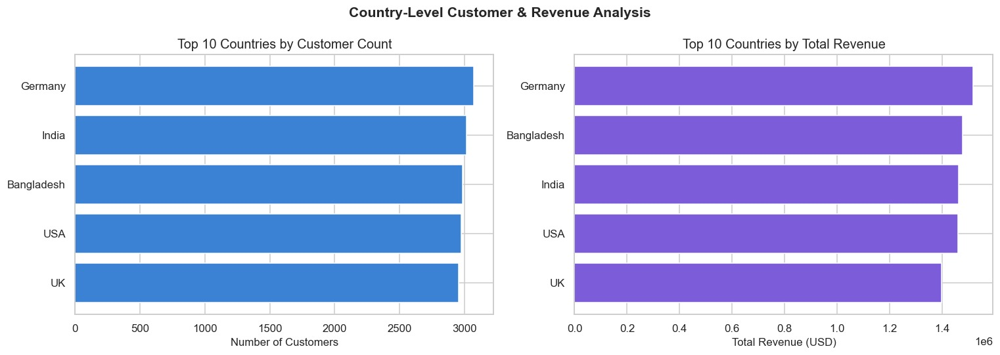 Country-Level Customer & Revenue Analysis
Top 10 Countries by Customer Count
Germany
India
Bangladesh
USA
UK
0 500 1000 1500 2000 2500 3000
Number of Customers
Top 10 Countries by Total Revenue
Germany
Bangladesh
India
USA
UK
0.0 0.2 0.4 0.6 0.8 1.0 1.2 1.4
1e6
Total Revenue (USD)